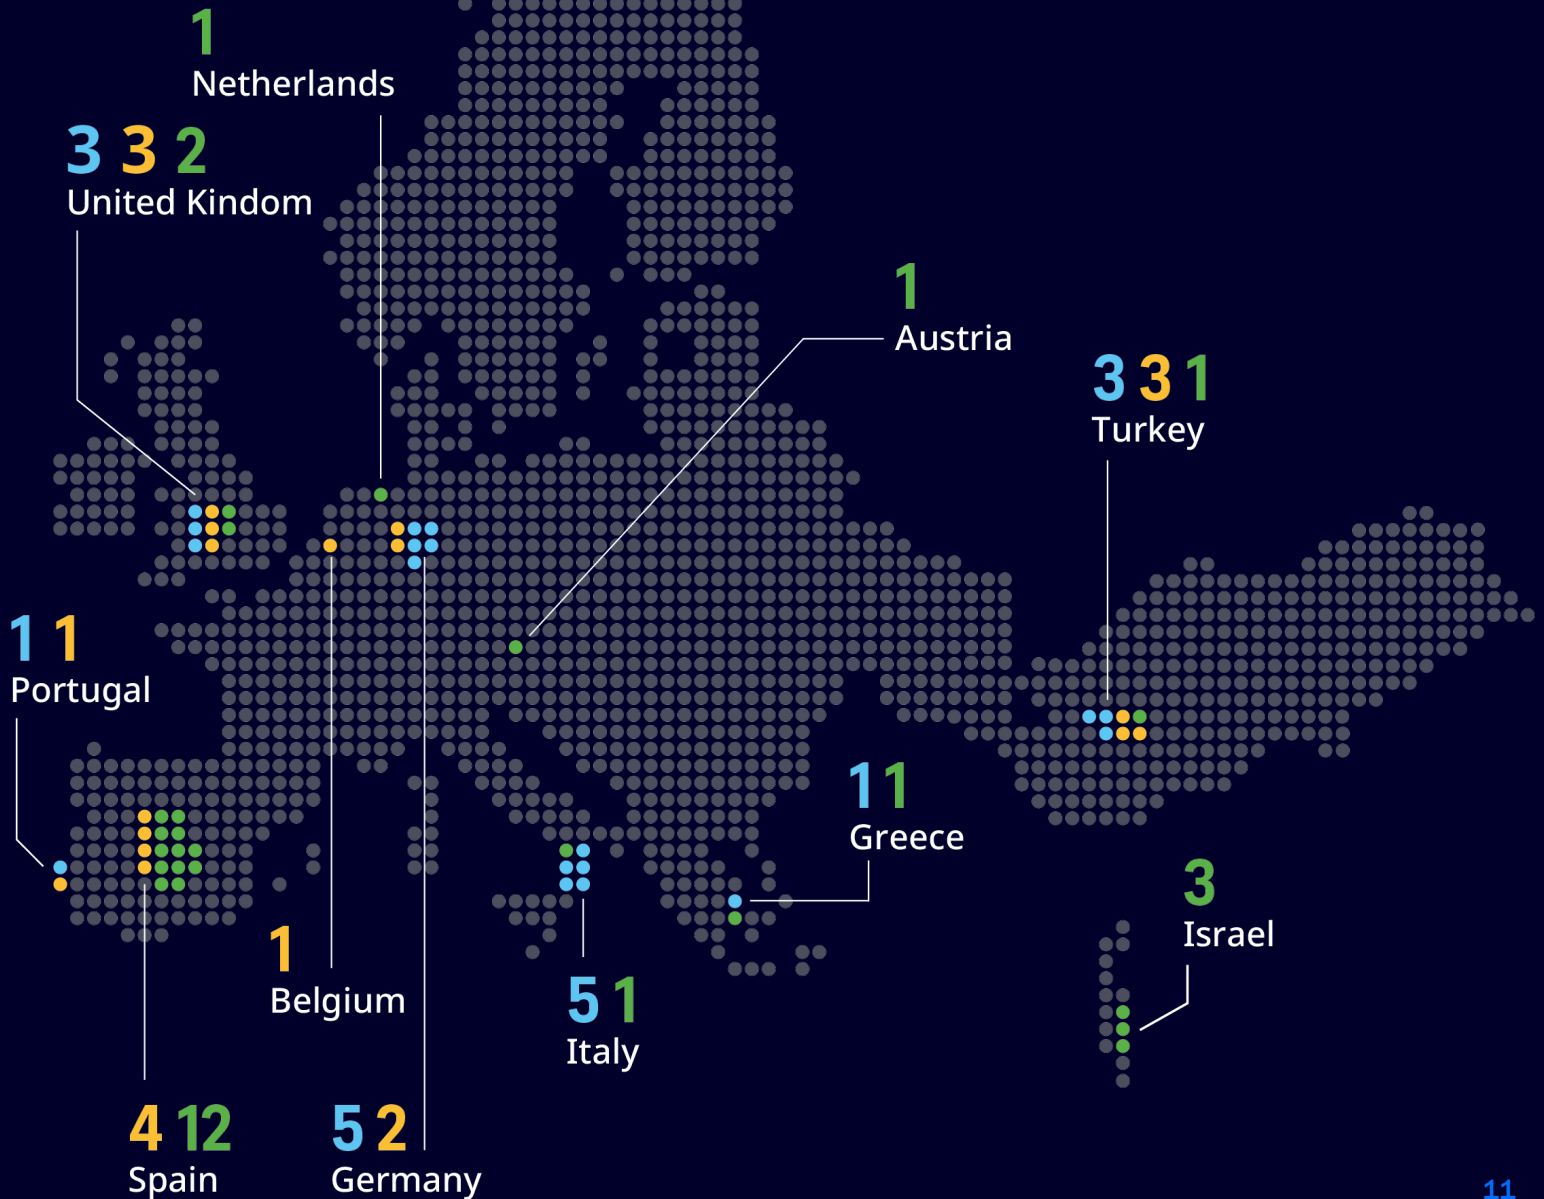 1
Netherlands
3 3 2
United Kindom
1
Austria
3 3 1
Turkey
1 1
Portugal
1 1
Greece
3
Israel
1
Belgium
5 1
Italy
4 12
Spain
5 2
Germany
11